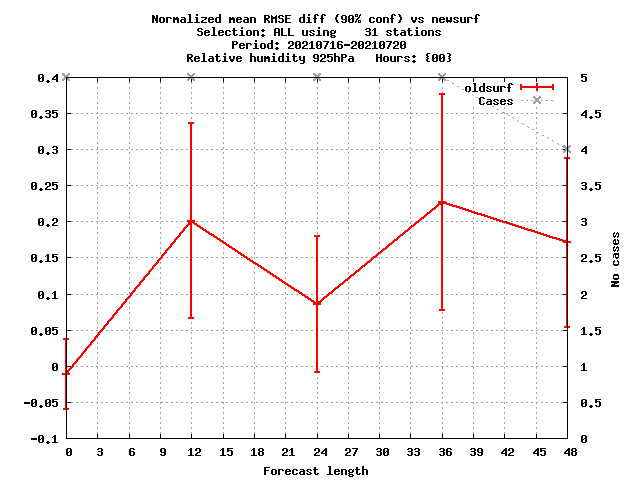 Normalized mean RMSE diff (90% conf) vs newsurf
Selection: ALL using    31 stations
Period: 20210716-20210720
Relative humidity 925hPa   Hours: {00}
0.4
0.35
0.3
0.25
0.2
0.15
0.1
0.05
0
-0.05
-0.1
oldsurf
Cases
5
4.5
4
3.5
3
2.5
2
1.5
1
0.5
0
No cases
0 3 6 9 12 15 18 21 24 27 30 33 36 39 42 45 48
Forecast length